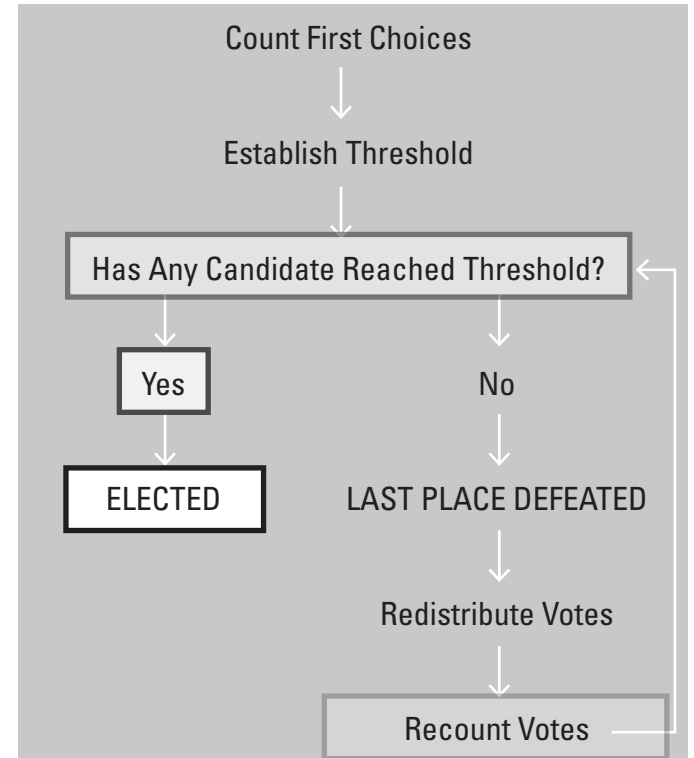 Count First Choices
Establish Threshold
Has Any Candidate Reached Threshold?
Yes
No
ELECTED
LAST PLACE DEFEATED
Redistribute Votes
Recount Votes